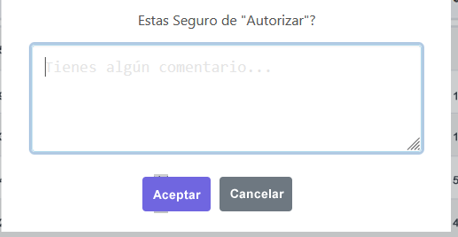 Estas Seguro de "Autorizar"?
Tienes algún comentario...
Aceptar
Cancelar